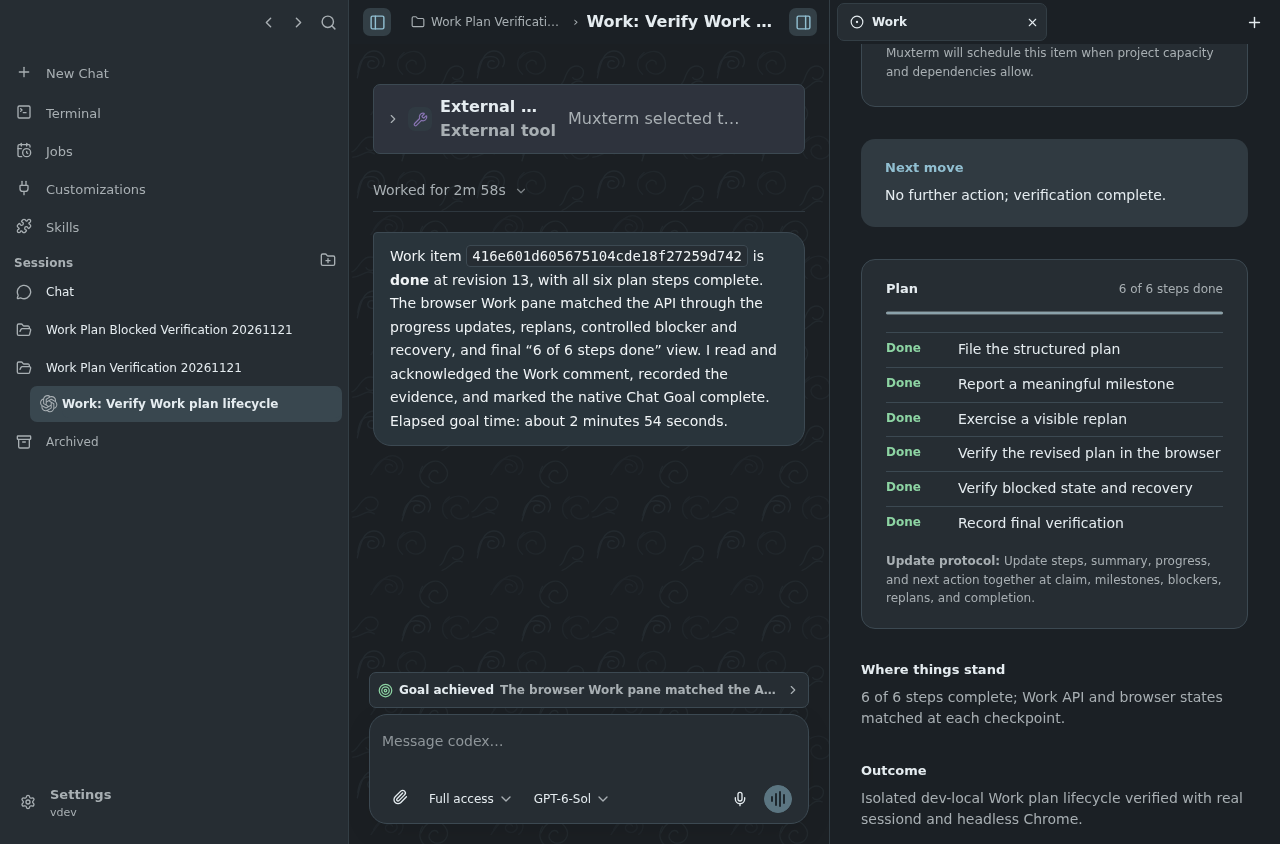 New Chat
Terminal
Jobs
Customizations
Skills
Sessions
Chat
Work Plan Blocked Verification 20261121
Work Plan Verification 20261121
Work: Verify Work plan lifecycle
Archived
Settings
vdev
Work Plan Verificati… › Work: Verify Work …
External …
External tool
Muxterm selected t…
Worked for 2m 58s
Work item 416e601d605675104cde18f27259d742 is
done at revision 13, with all six plan steps complete.
The browser Work pane matched the API through the
progress updates, replans, controlled blocker and
recovery, and final “6 of 6 steps done” view. I read and
acknowledged the Work comment, recorded the
evidence, and marked the native Chat Goal complete.
Elapsed goal time: about 2 minutes 54 seconds.
Goal achieved The browser Work pane matched the A…
Message codex…
Full access
GPT-6-Sol
Work
Muxterm will schedule this item when project capacity
and dependencies allow.
Next move
No further action; verification complete.
Plan 6 of 6 steps done
Done File the structured plan
Done Report a meaningful milestone
Done Exercise a visible replan
Done Verify the revised plan in the browser
Done Verify blocked state and recovery
Done Record final verification
Update protocol: Update steps, summary, progress,
and next action together at claim, milestones, blockers,
replans, and completion.
Where things stand
6 of 6 steps complete; Work API and browser states
matched at each checkpoint.
Outcome
Isolated dev-local Work plan lifecycle verified with real
sessiond and headless Chrome.